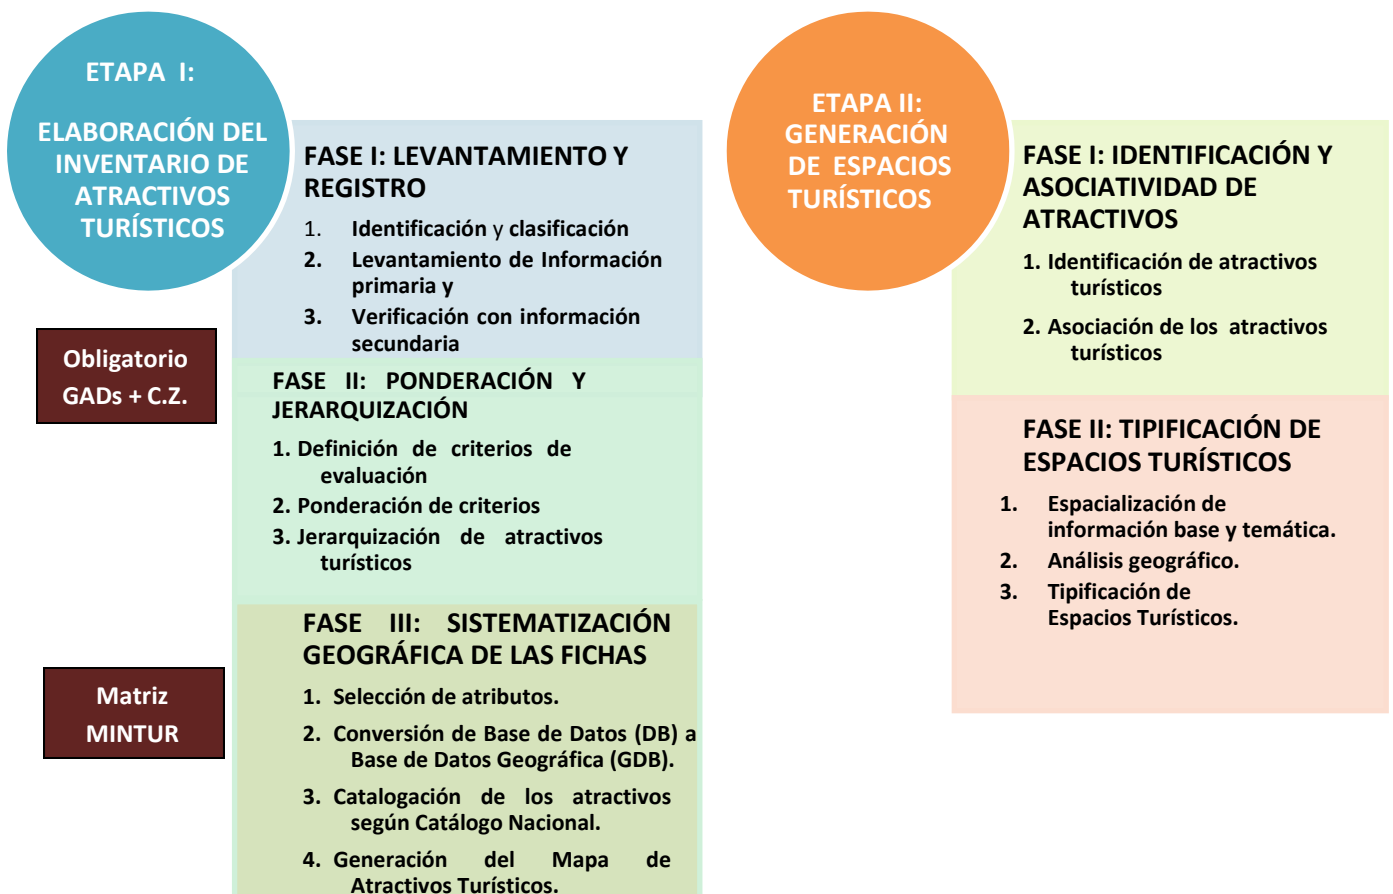 ETAPA I:
ELABORACIÓN DEL
INVENTARIO DE
ATRACTIVOS
TURÍSTICOS
FASE I: LEVANTAMIENTO Y
REGISTRO
1. Identificación y clasificación
2. Levantamiento de Información
primaria y
3. Verificación con información
secundaria
Obligatorio
GADs + C.Z.
FASE II: PONDERACIÓN Y
JERARQUIZACIÓN
1. Definición de criterios de
evaluación
2. Ponderación de criterios
3. Jerarquización de atractivos
turísticos
Matriz
MINTUR
FASE III: SISTEMATIZACIÓN
GEOGRÁFICA DE LAS FICHAS
1. Selección de atributos.
2. Conversión de Base de Datos (DB) a
Base de Datos Geográfica (GDB).
3. Catalogación de los atractivos
según Catálogo Nacional.
4. Generación del Mapa de
Atractivos Turísticos.
ETAPA II:
GENERACIÓN
DE ESPACIOS
TURÍSTICOS
FASE I: IDENTIFICACIÓN Y
ASOCIATIVIDAD DE
ATRACTIVOS
1. Identificación de atractivos
turísticos
2. Asociación de los atractivos
turísticos
FASE II: TIPIFICACIÓN DE
ESPACIOS TURÍSTICOS
1. Espacialización de
información base y temática.
2. Análisis geográfico.
3. Tipificación de
Espacios Turísticos.